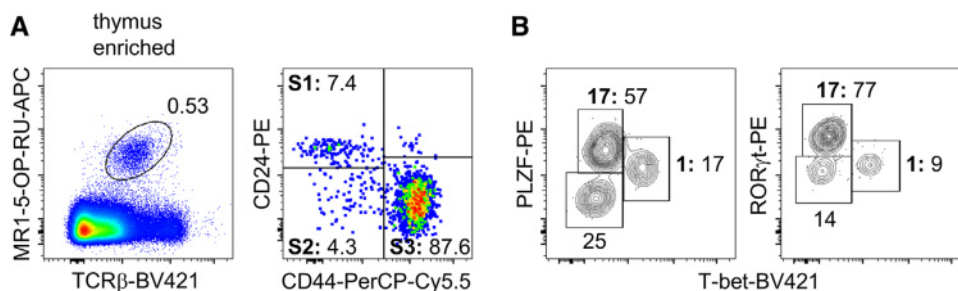 A
thymus
enriched
MR1-5-OP-RU-APC
0.53
TCRβ-BV421
CD24-PE
S1: 7.4
S2: 4.3
S3: 87.6
CD44-PerCP-Cy5.5
B
PLZF-PE
17: 57
1: 17
25
RORγt-PE
17: 77
1: 9
14
T-bet-BV421